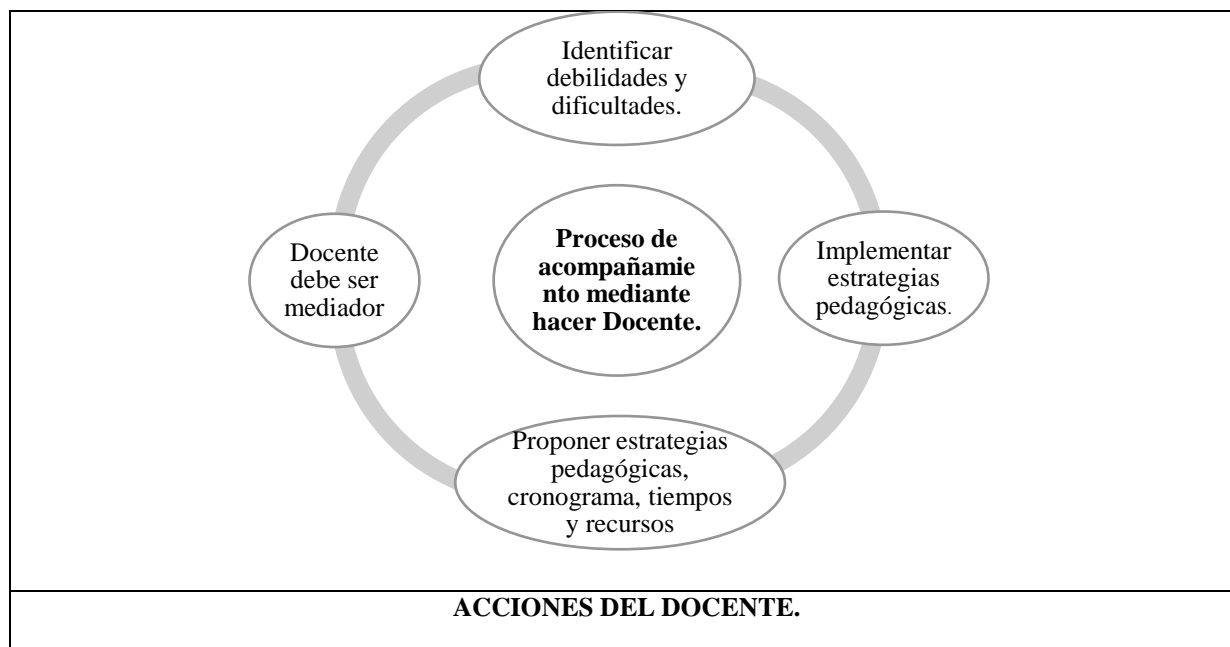 Identificar
debilidades y
dificultades.
Docente
debe ser
mediador
Proceso de
acompañamie
nto mediante
hacer Docente.
Implementar
estrategias
pedagógicas.
Proponer estrategias
pedagógicas,
cronograma, tiempos
y recursos
ACCIONES DEL DOCENTE.